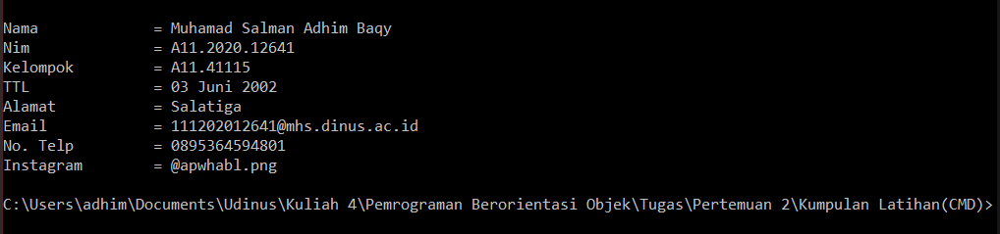 Nama = Muhamad Salman Adhim Baqy
Nim = A11.2020.12641
Kelompok = A11.41115
TTL = 03 Juni 2002
Alamat = Salatiga
Email = 111202012641@mhs.dinus.ac.id
No. Telp = 0895364594801
Instagram = @apwhabl.png
C:\Users\adhim\Documents\Udinus\Kuliah 4\Pemrograman Berorientasi Objek\Tugas\Pertemuan 2\Kumpulan Latihan(CMD)>